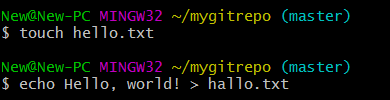 New@New-PC MINGW32 ~/mygitrepo (master)
$ touch hello.txt
New@New-PC MINGW32 ~/mygitrepo (master)
$ echo Hello, world! > hallo.txt